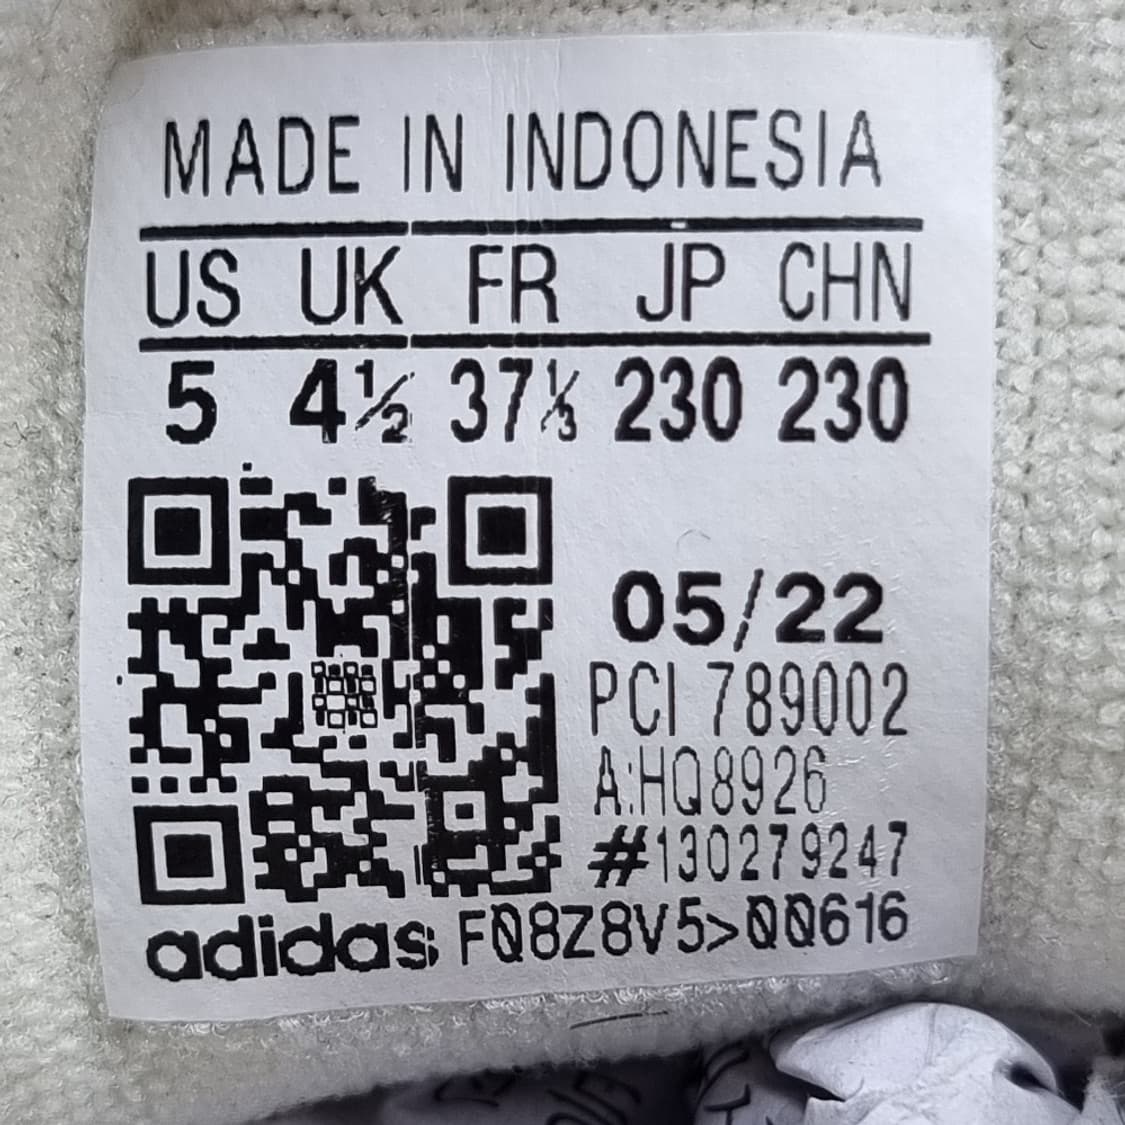 MADE IN INDONESIA
US UK FR JP CHN
5 4½ 37⅓ 230 230
05/22
PCI 789002
A:HQ8926
#130279247
adidas F08Z8V5>00616